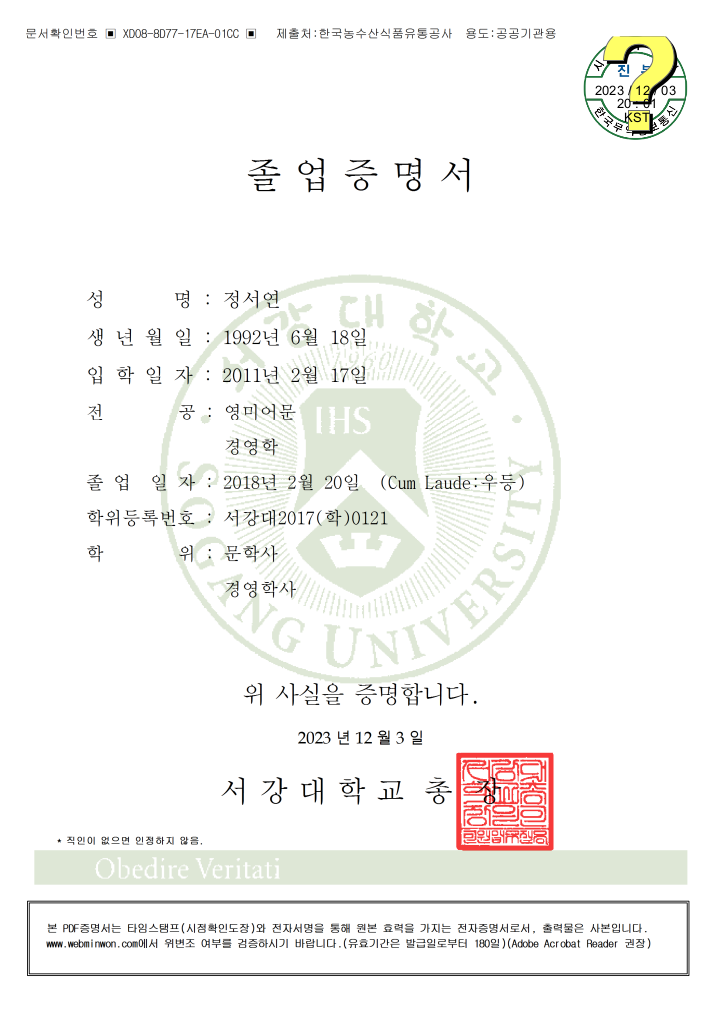 문서확인번호 ▣ XD08-8D77-17EA-01CC ▣ 제출처:한국농수산식품유통공사 용도:공공기관용
진
2023 / 12 / 03
20 : 01
KST
졸 업 증 명 서
성 명 : 정서연
생 년 월 일 : 1992년 6월 18일
입 학 일 자 : 2011년 2월 17일
전 공 : 영미어문
경영학
졸 업 일 자 : 2018년 2월 20일 (Cum Laude:우등)
학위등록번호 : 서강대2017(학)0121
학 위 : 문학사
경영학사
서강대학교
1960
IHS
SOGANG UNIVERSITY
위 사실을 증명합니다.
2023 년 12 월 3 일
서 강 대 학 교 총 장
* 직인이 없으면 인정하지 않음.
Obedire Veritati
본 PDF증명서는 타임스탬프(시점확인도장)와 전자서명을 통해 원본 효력을 가지는 전자증명서로서, 출력물은 사본입니다.
www.webminwon.com에서 위변조 여부를 검증하시기 바랍니다.(유효기간은 발급일로부터 180일)(Adobe Acrobat Reader 권장)